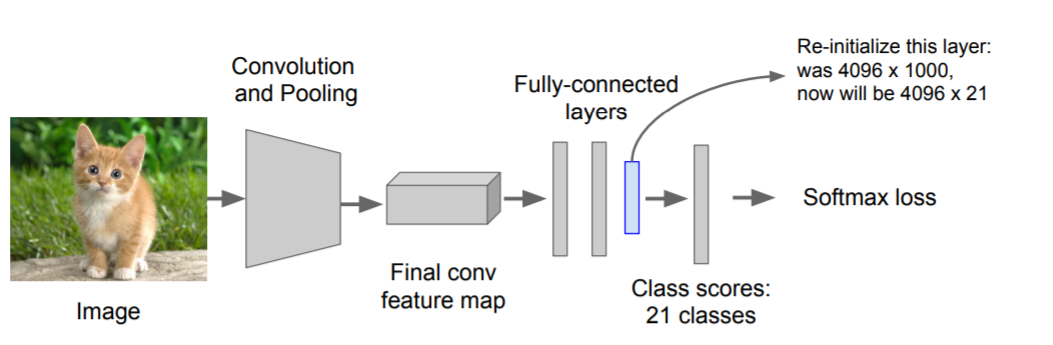 Convolution
and Pooling
Fully-connected
layers
Re-initialize this layer:
was 4096 x 1000,
now will be 4096 x 21
Softmax loss
Final conv
feature map
Class scores:
21 classes
Image